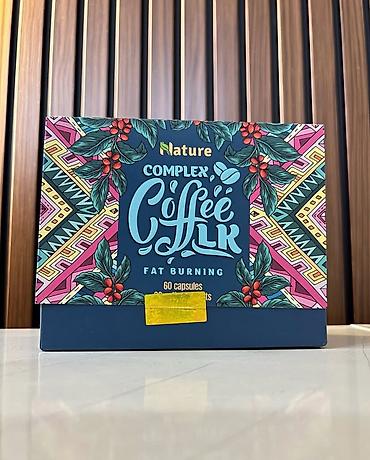 Nature
COMPLEX
Coffee
LK
FAT BURNING
60 capsules